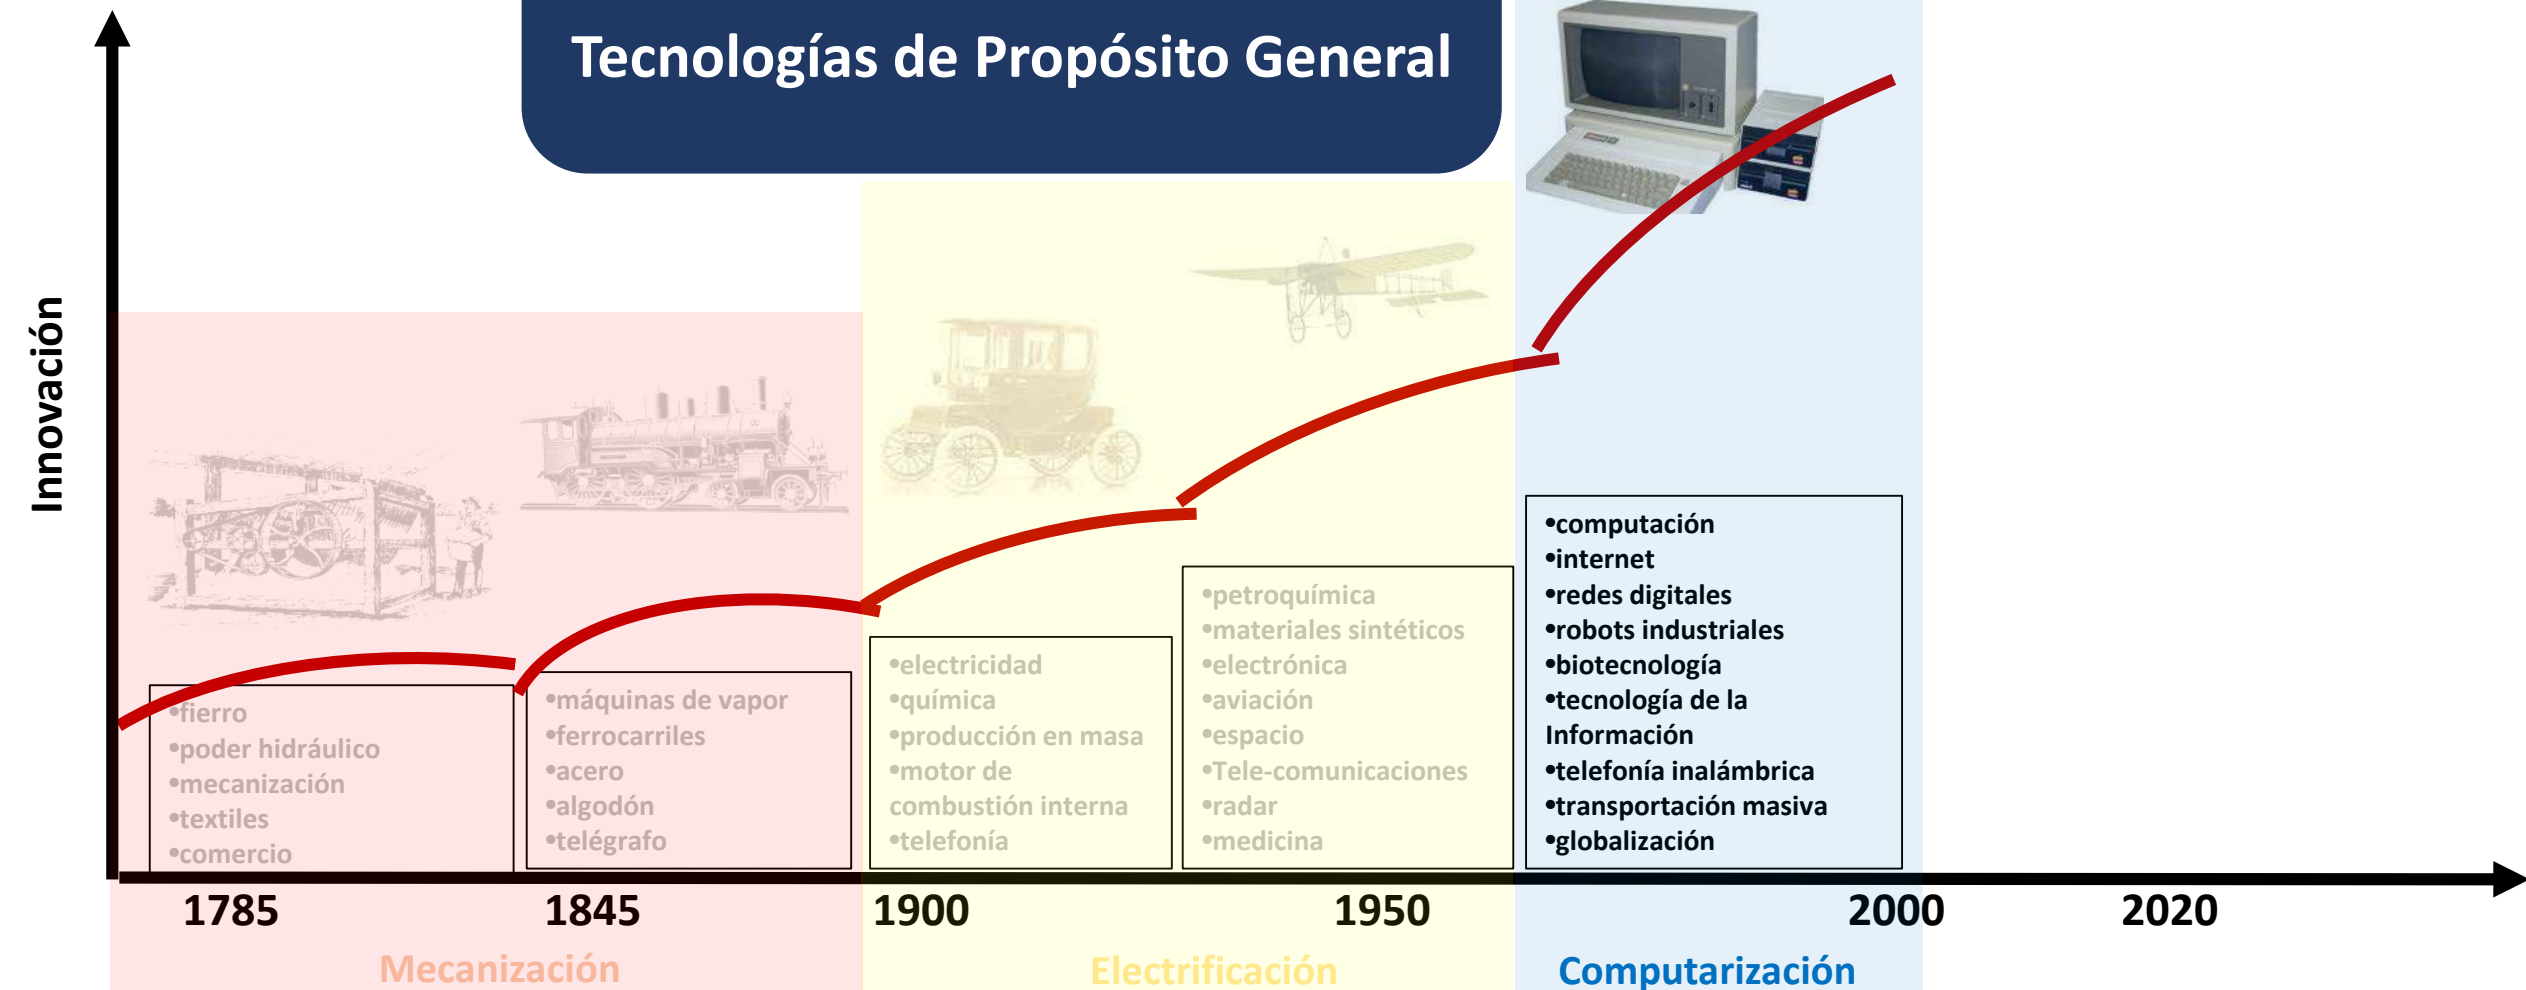 Tecnologías de Propósito General
Innovación
•fierro
•poder hidráulico
•mecanización
•textiles
•comercio
•máquinas de vapor
•ferrocarriles
•acero
•algodón
•telégrafo
•electricidad
•química
•producción en masa
•motor de
combustión interna
•telefonía
•petroquímica
•materiales sintéticos
•electrónica
•aviación
•espacio
•Tele-comunicaciones
•radar
•medicina
•computación
•internet
•redes digitales
•robots industriales
•biotecnología
•tecnología de la
Información
•telefonía inalámbrica
•transportación masiva
•globalización
1785
1845
1900
1950
2000
2020
Mecanización
Electrificación
Computarización